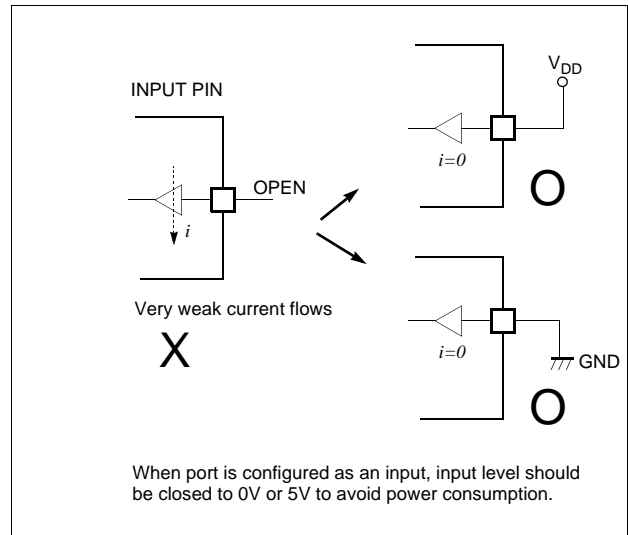 INPUT PIN
OPEN
i
Very weak current flows
X
VDD
i=0
O
i=0
GND
O
When port is configured as an input, input level should
be closed to 0V or 5V to avoid power consumption.